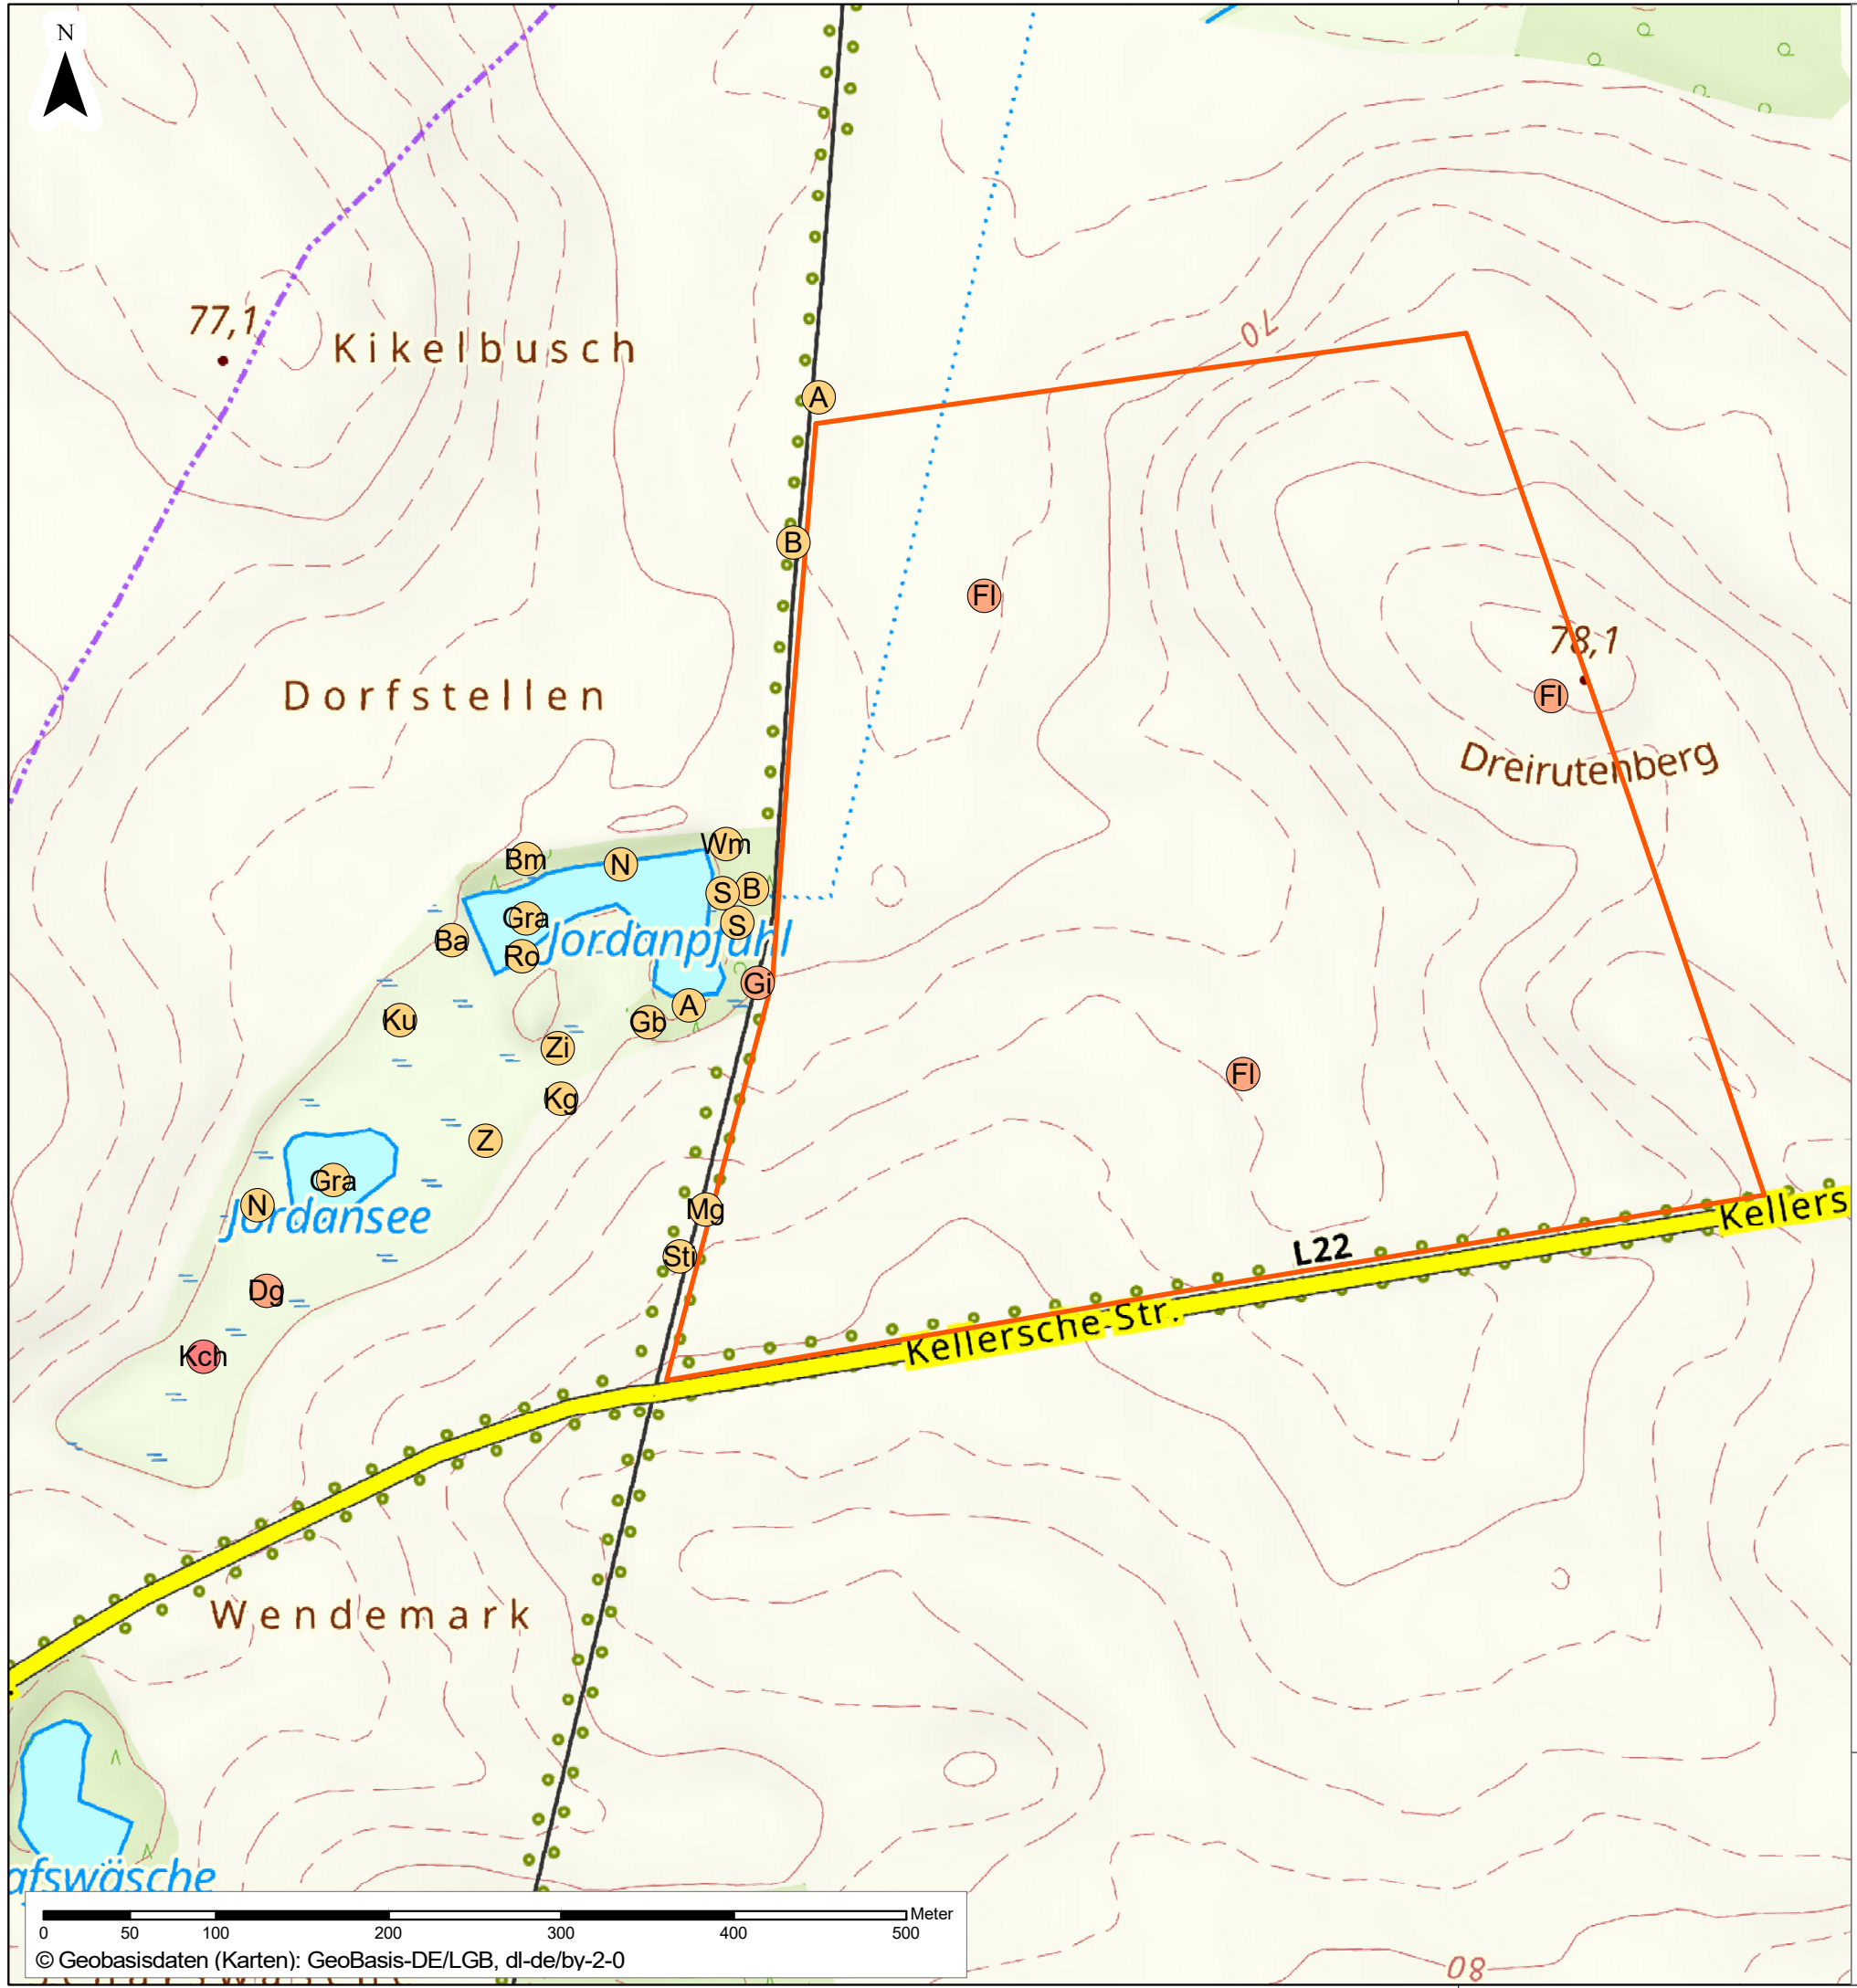 N
77,1
Kikelbusch
70
A
B
Fl
78,1
Fl
Dorfstellen
Dreirutenberg
Wm
Bm
N
S
B
Gra
S
Ba
Ro
Jordanpfuhl
Gi
A
Ku
Gb
Zi
Fl
Kg
Z
Gra
N
Jordansee
Mg
Kellers
Sti
L22
Dg
Kellersche-Str.
Kch
Wendemark
afswäsche
Meter
0 50 100 200 300 400 500
© Geobasisdaten (Karten): GeoBasis-DE/LGB, dl-de/by-2-0
80